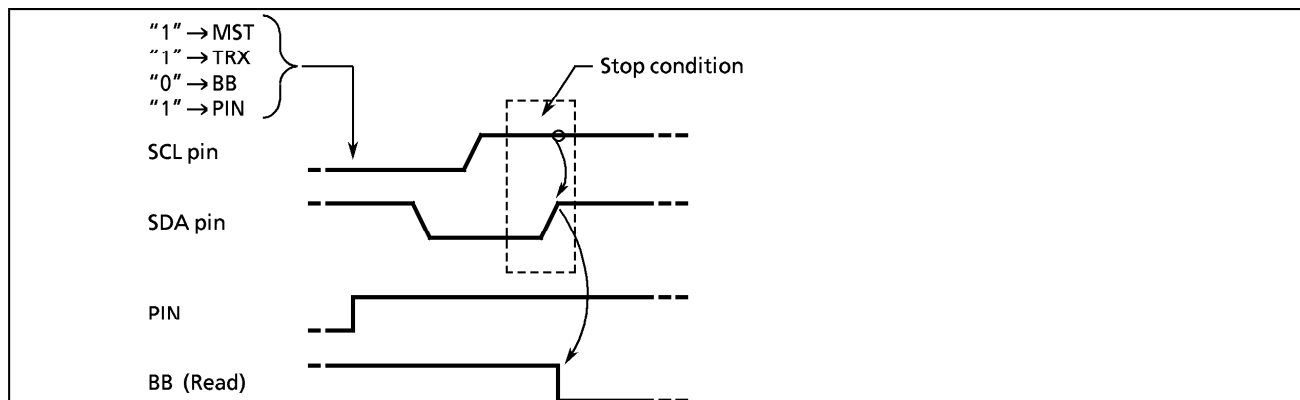 “1” → MST
“1” → TRX
“0” → BB
“1” → PIN
Stop condition
SCL pin
SDA pin
PIN
BB (Read)